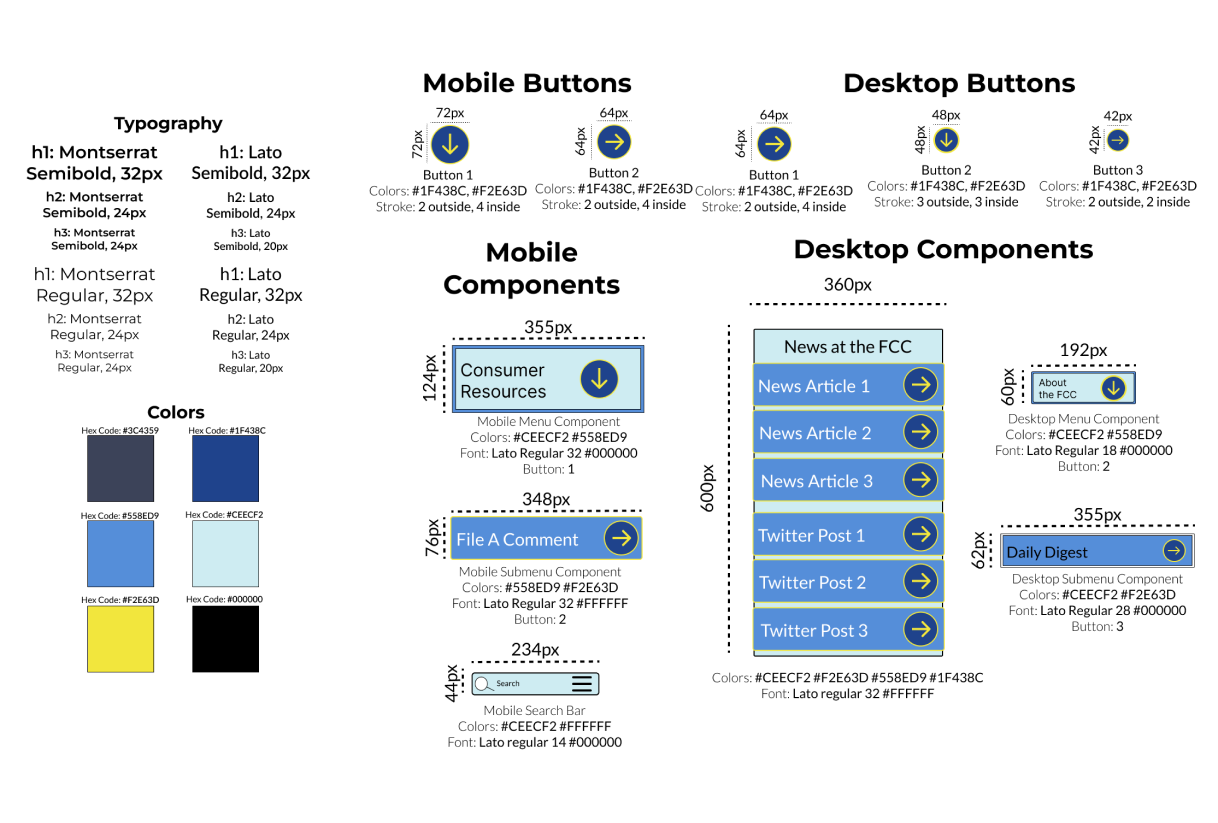 Typography
h1: Montserrat
Semibold, 32px
h2: Montserrat
Semibold, 24px
h3: Montserrat
Semibold, 24px
h1: Montserrat
Regular, 32px
h2: Montserrat
Regular, 24px
h3: Montserrat
Regular, 24px
h1: Lato
Semibold, 32px
h2: Lato
Semibold, 24px
h3: Lato
Semibold, 20px
h1: Lato
Regular, 32px
h2: Lato
Regular, 24px
h3: Lato
Regular, 20px
Colors
Hex Code: #3C4359
Hex Code: #1F438C
Hex Code: #558ED9
Hex Code: #CEECF2
Hex Code: #F2E63D
Hex Code: #000000
Mobile Buttons
72px
72px
Button 1
Colors: #1F438C, #F2E63D
Stroke: 2 outside, 4 inside
64px
64px
Button 2
Colors: #1F438C, #F2E63D
Stroke: 2 outside, 4 inside
Desktop Buttons
64px
64px
Button 1
Colors: #1F438C, #F2E63D
Stroke: 2 outside, 4 inside
48px
48px
Button 2
Colors: #1F438C, #F2E63D
Stroke: 3 outside, 3 inside
42px
42px
Button 3
Colors: #1F438C, #F2E63D
Stroke: 2 outside, 2 inside
Mobile
Components
355px
124px
Consumer
Resources
Mobile Menu Component
Colors: #CEECF2 #558ED9
Font: Lato Regular 32 #000000
Button: 1
348px
76px
File A Comment
Mobile Submenu Component
Colors: #558ED9 #F2E63D
Font: Lato Regular 32 #FFFFFF
Button: 2
234px
44px
Search
Mobile Search Bar
Colors: #CEECF2 #FFFFFF
Font: Lato regular 14 #000000
Desktop Components
360px
600px
News at the FCC
News Article 1
News Article 2
News Article 3
Twitter Post 1
Twitter Post 2
Twitter Post 3
Colors: #CEECF2 #F2E63D #558ED9 #1F438C
Font: Lato regular 32 #FFFFFF
192px
60px
About
the FCC
Desktop Menu Component
Colors: #CEECF2 #558ED9
Font: Lato Regular 18 #000000
Button: 2
355px
62px
Daily Digest
Desktop Submenu Component
Colors: #CEECF2 #F2E63D
Font: Lato Regular 28 #000000
Button: 3